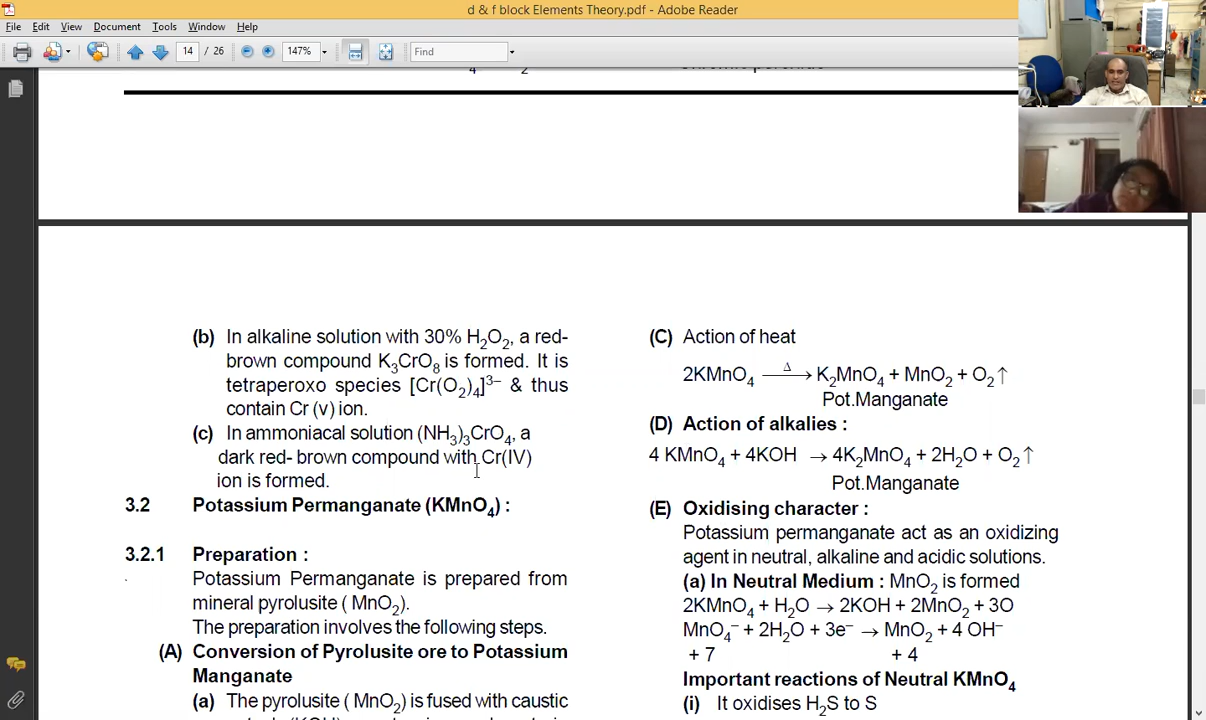 d & f block Elements Theory.pdf - Adobe Reader
File Edit View Document Tools Window Help
14 / 26 147% Find
4 2
(b) In alkaline solution with 30% H₂O₂, a red-
brown compound K₃CrO₈ is formed. It is
tetraperoxo species [Cr(O₂)₄]³⁻ & thus
contain Cr (v) ion.
(c) In ammoniacal solution (NH₃)₃CrO₄, a
dark red- brown compound with Cr(IV)
ion is formed.
3.2 Potassium Permanganate (KMnO₄) :
3.2.1 Preparation :
Potassium Permanganate is prepared from
mineral pyrolusite ( MnO₂).
The preparation involves the following steps.
(A) Conversion of Pyrolusite ore to Potassium
Manganate
(a) The pyrolusite ( MnO₂) is fused with caustic
(C) Action of heat
2KMnO₄ —Δ→ K₂MnO₄ + MnO₂ + O₂↑
Pot.Manganate
(D) Action of alkalies :
4 KMnO₄ + 4KOH → 4K₂MnO₄ + 2H₂O + O₂↑
Pot.Manganate
(E) Oxidising character :
Potassium permanganate act as an oxidizing
agent in neutral, alkaline and acidic solutions.
(a) In Neutral Medium : MnO₂ is formed
2KMnO₄ + H₂O → 2KOH + 2MnO₂ + 3O
MnO₄⁻ + 2H₂O + 3e⁻ → MnO₂ + 4 OH⁻
+ 7 + 4
Important reactions of Neutral KMnO₄
(i) It oxidises H₂S to S